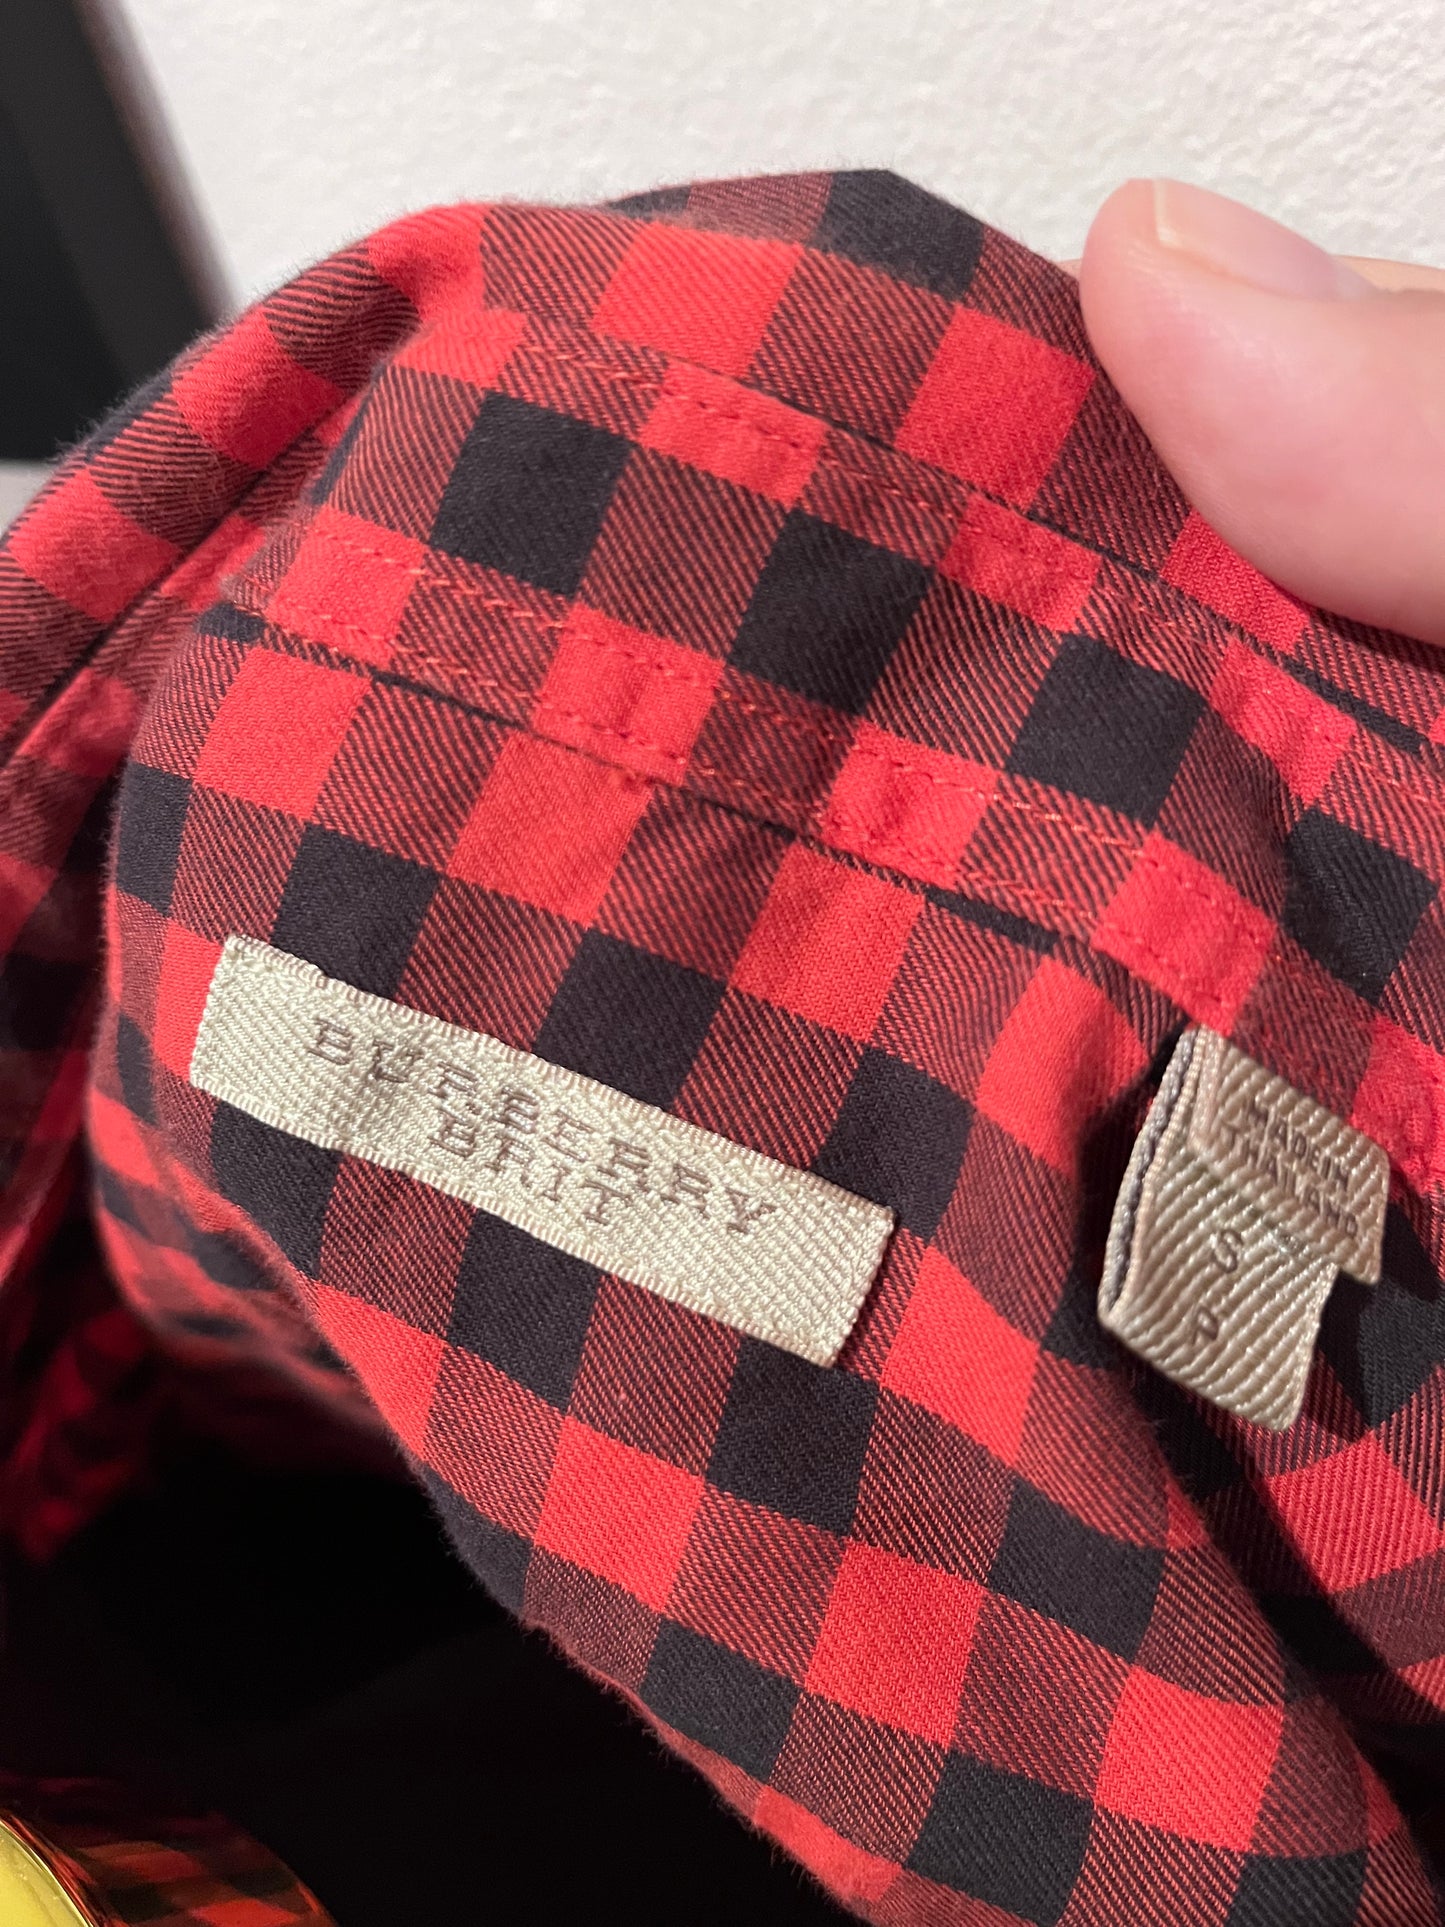 BURBERRY
BRIT
MADE IN
THAILAND
S
P